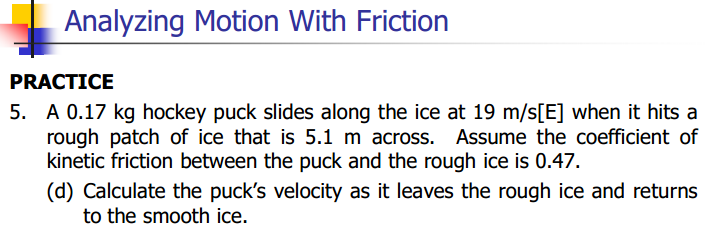 Analyzing Motion With Friction
PRACTICE
5. A 0.17 kg hockey puck slides along the ice at 19 m/s[E] when it hits a
rough patch of ice that is 5.1 m across. Assume the coefficient of
kinetic friction between the puck and the rough ice is 0.47.
(d) Calculate the puck's velocity as it leaves the rough ice and returns
to the smooth ice.